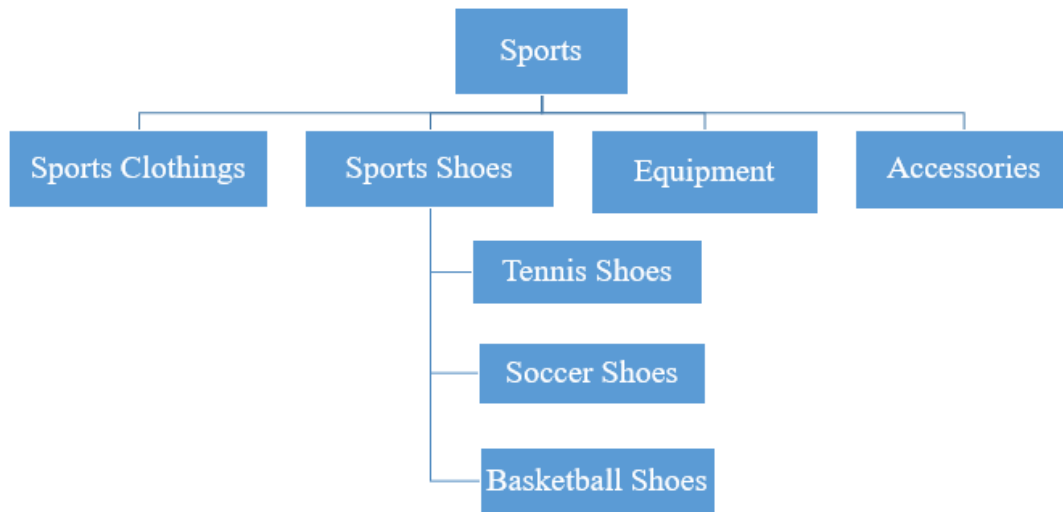 Sports
Sports Clothings
Sports Shoes
Equipment
Accessories
Tennis Shoes
Soccer Shoes
Basketball Shoes